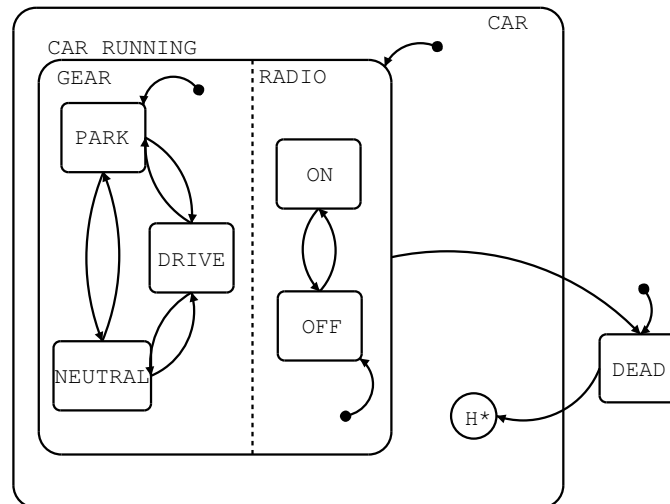 CAR
CAR RUNNING
GEAR
RADIO
PARK
ON
DRIVE
OFF
NEUTRAL
DEAD
H*